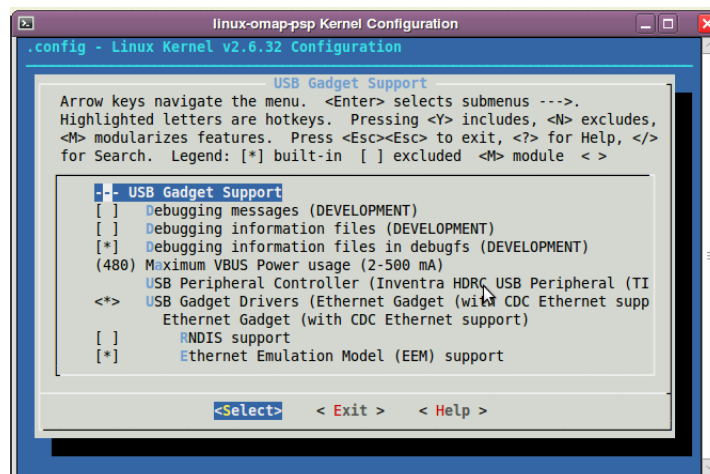 linux-omap-psp Kernel Configuration
.config - Linux Kernel v2.6.32 Configuration
USB Gadget Support
Arrow keys navigate the menu. <Enter> selects submenus --->.
Highlighted letters are hotkeys. Pressing <Y> includes, <N> excludes,
<M> modularizes features. Press <Esc><Esc> to exit, <?> for Help, </>
for Search. Legend: [*] built-in [ ] excluded <M> module < >
--- USB Gadget Support
[ ] Debugging messages (DEVELOPMENT)
[ ] Debugging information files (DEVELOPMENT)
[*] Debugging information files in debugfs (DEVELOPMENT)
(480) Maximum VBUS Power usage (2-500 mA)
USB Peripheral Controller (Inventra HDRC USB Peripheral (TI
<*> USB Gadget Drivers (Ethernet Gadget (with CDC Ethernet supp
Ethernet Gadget (with CDC Ethernet support)
[ ] RNDIS support
[*] Ethernet Emulation Model (EEM) support
<Select> < Exit > < Help >